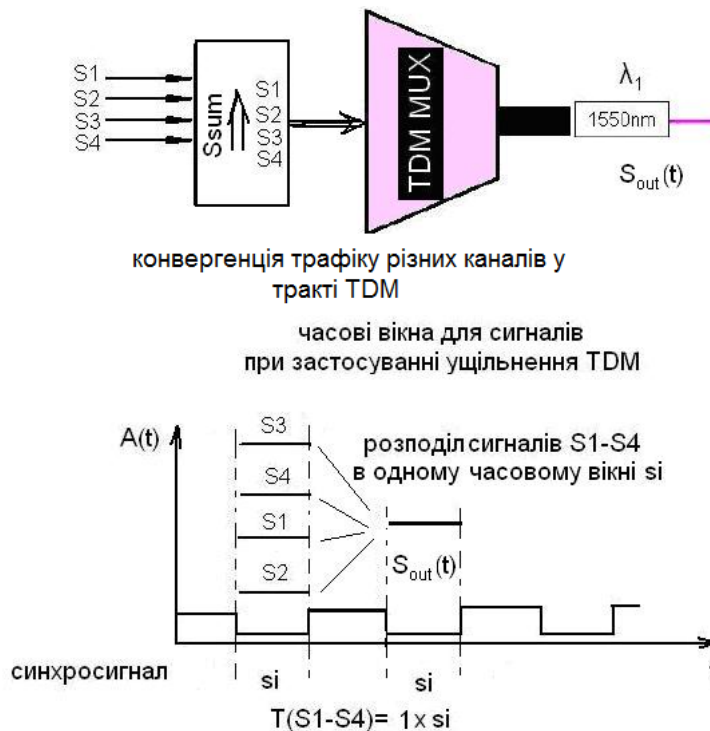 S1
S2
S3
S4
Ssum
S1
S2
S3
S4
TDM MUX
λ1
1550nm
Sout(t)
конвергенція трафіку різних каналів у
тракті TDM
часові вікна для сигналів
при застосуванні ущільнення TDM
A(t)
S3
S4
S1
S2
розподіл сигналів S1-S4
в одному часовому вікні si
Sout(t)
синхросигнал
si
si
T(S1-S4)= 1x si